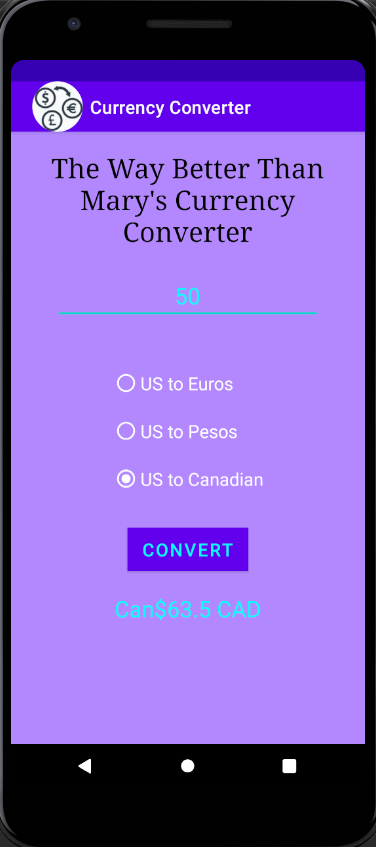 $ € £
Currency Converter
The Way Better Than
Mary's Currency
Converter
50
US to Euros
US to Pesos
US to Canadian
CONVERT
Can$63.5 CAD